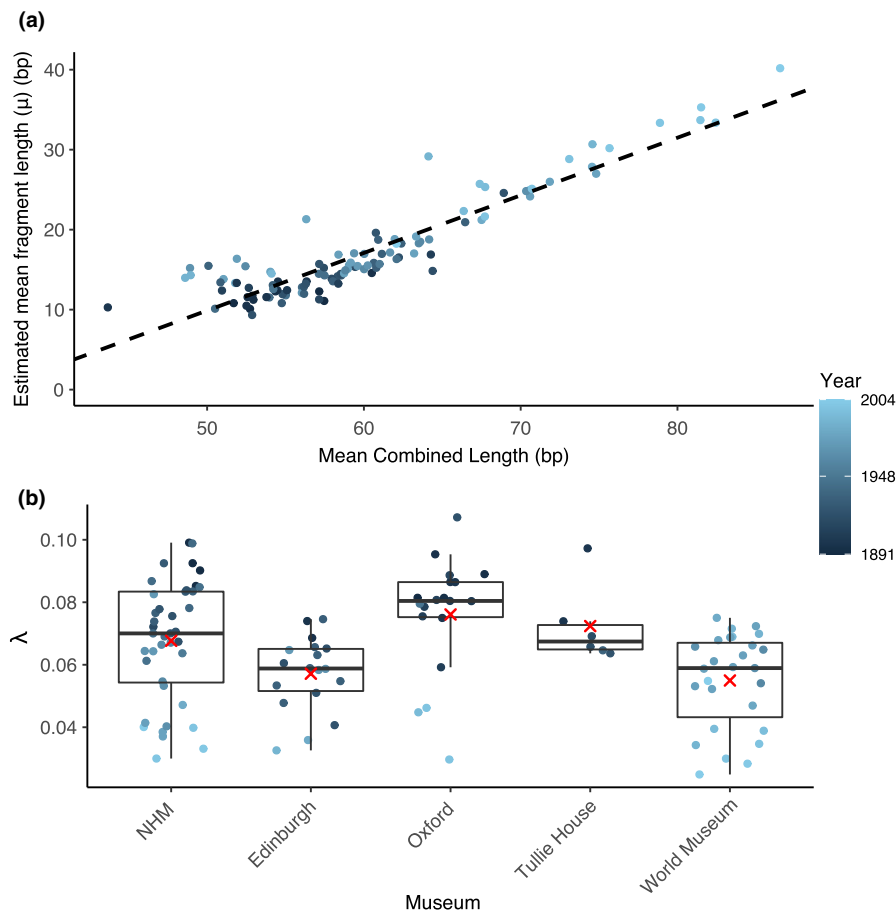 (a)
Estimated mean fragment length (μ) (bp)
40
30
20
10
0
50 60 70 80
Mean Combined Length (bp)
Year
2004
1948
1891
(b)
λ
0.10
0.08
0.06
0.04
NHM
Edinburgh
Oxford
Tullie House
World Museum
Museum